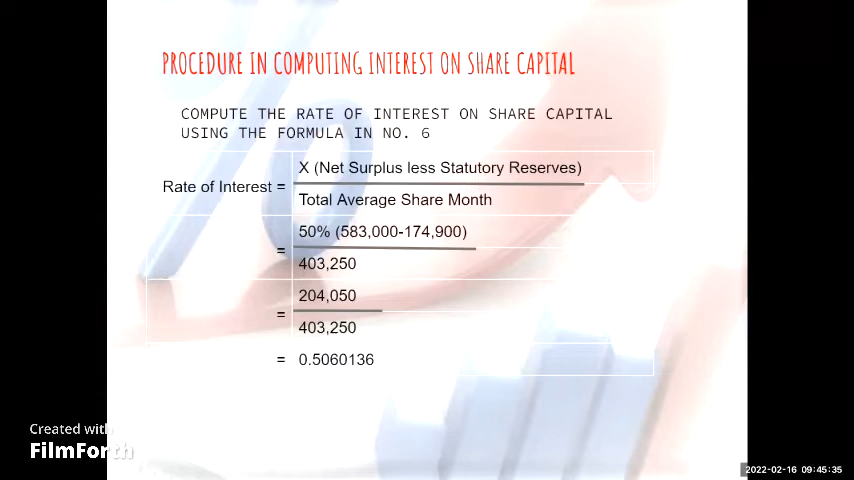 PROCEDURE IN COMPUTING INTEREST ON SHARE CAPITAL
COMPUTE THE RATE OF INTEREST ON SHARE CAPITAL
USING THE FORMULA IN NO. 6
X (Net Surplus less Statutory Reserves)
Rate of Interest =
Total Average Share Month
50% (583,000-174,900)
=
403,250
204,050
=
403,250
= 0.5060136
Created with
FilmForth
2022-02-16 09:45:35